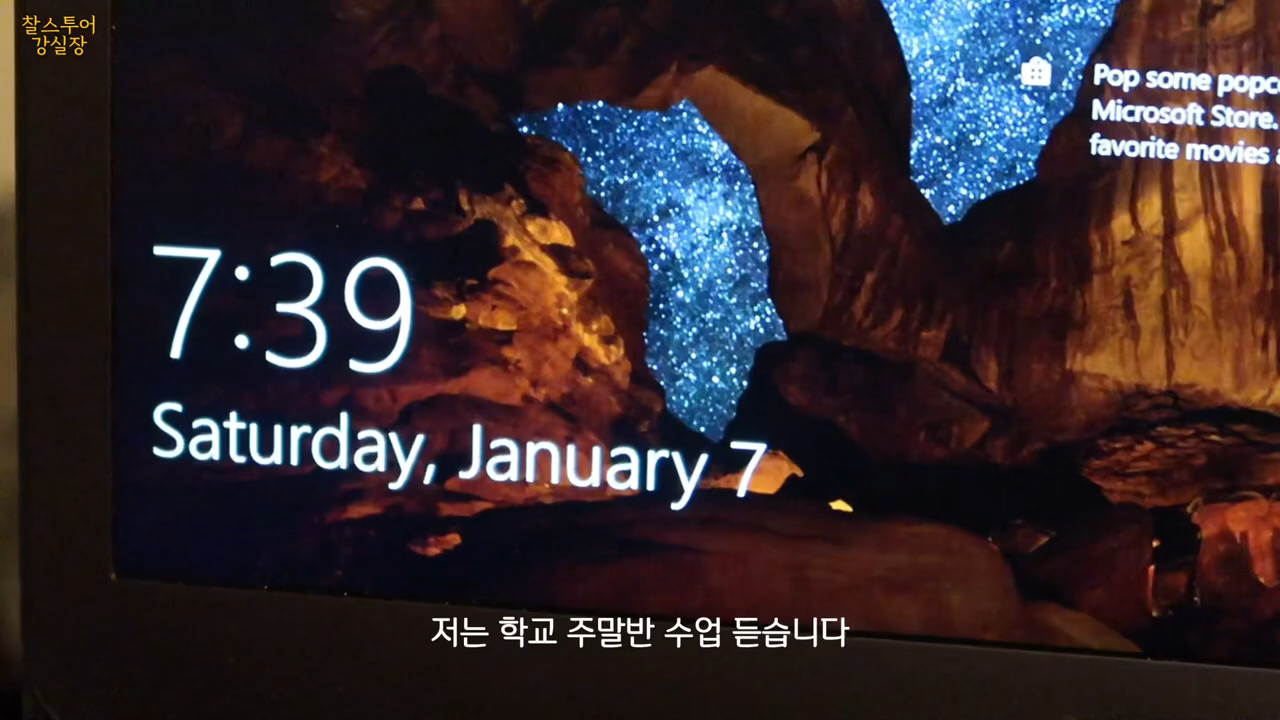 찰스투어
강실장
Pop some
Microsoft Store.
favorite movies
7:39
Saturday, January 7
저는 학교 주말반 수업 듣습니다